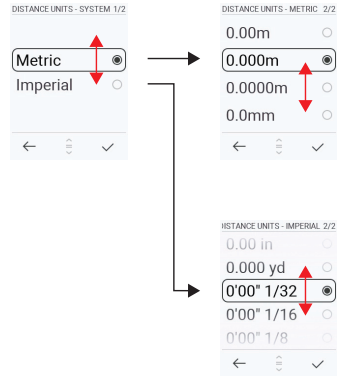 DISTANCE UNITS - SYSTEM 1/2
Metric
Imperial
DISTANCE UNITS - METRIC 2/2
0.00m
0.000m
0.0000m
0.0mm
ISTANCE UNITS - IMPERIAL 2/2
0.00 in
0.000 yd
0'00" 1/32
0'00" 1/16
0'00" 1/8